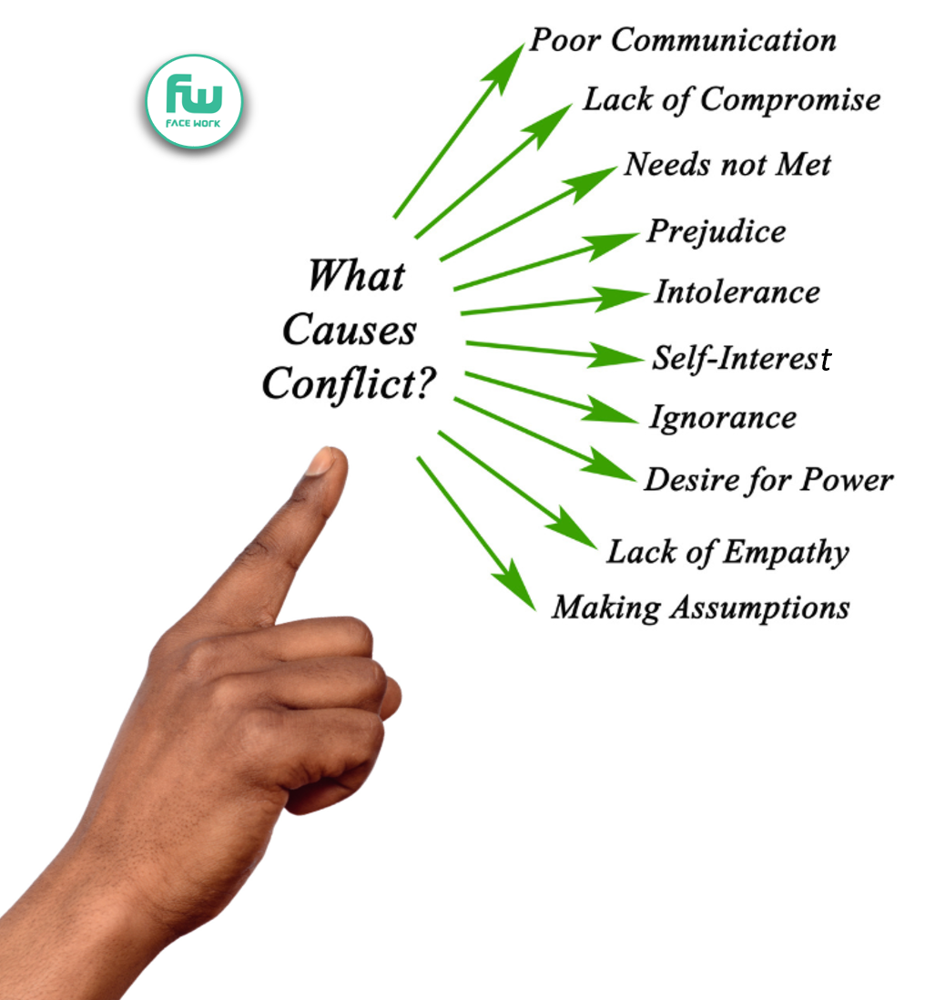 fw
FACE WORK
What
Causes
Conflict?
Poor Communication
Lack of Compromise
Needs not Met
Prejudice
Intolerance
Self-Interest
Ignorance
Desire for Power
Lack of Empathy
Making Assumptions